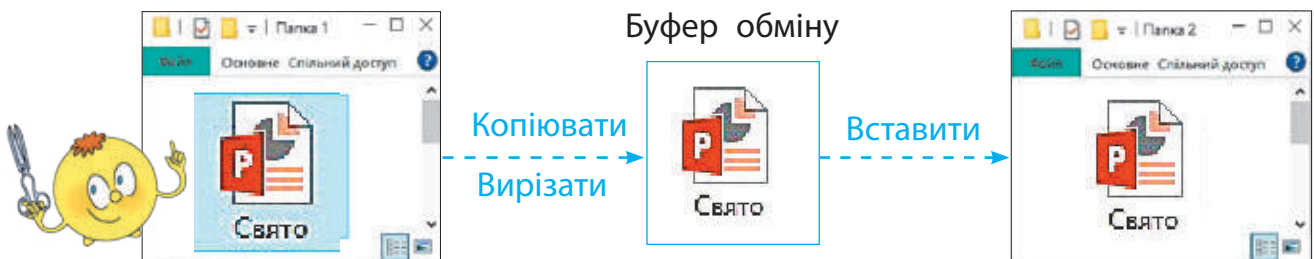 Папка 1
Файл Основне Спільний доступ
Свято
Копіювати
Вирізати
Буфер обміну
P
Свято
Вставити
Папка 2
Файл Основне Спільний доступ
P
Свято